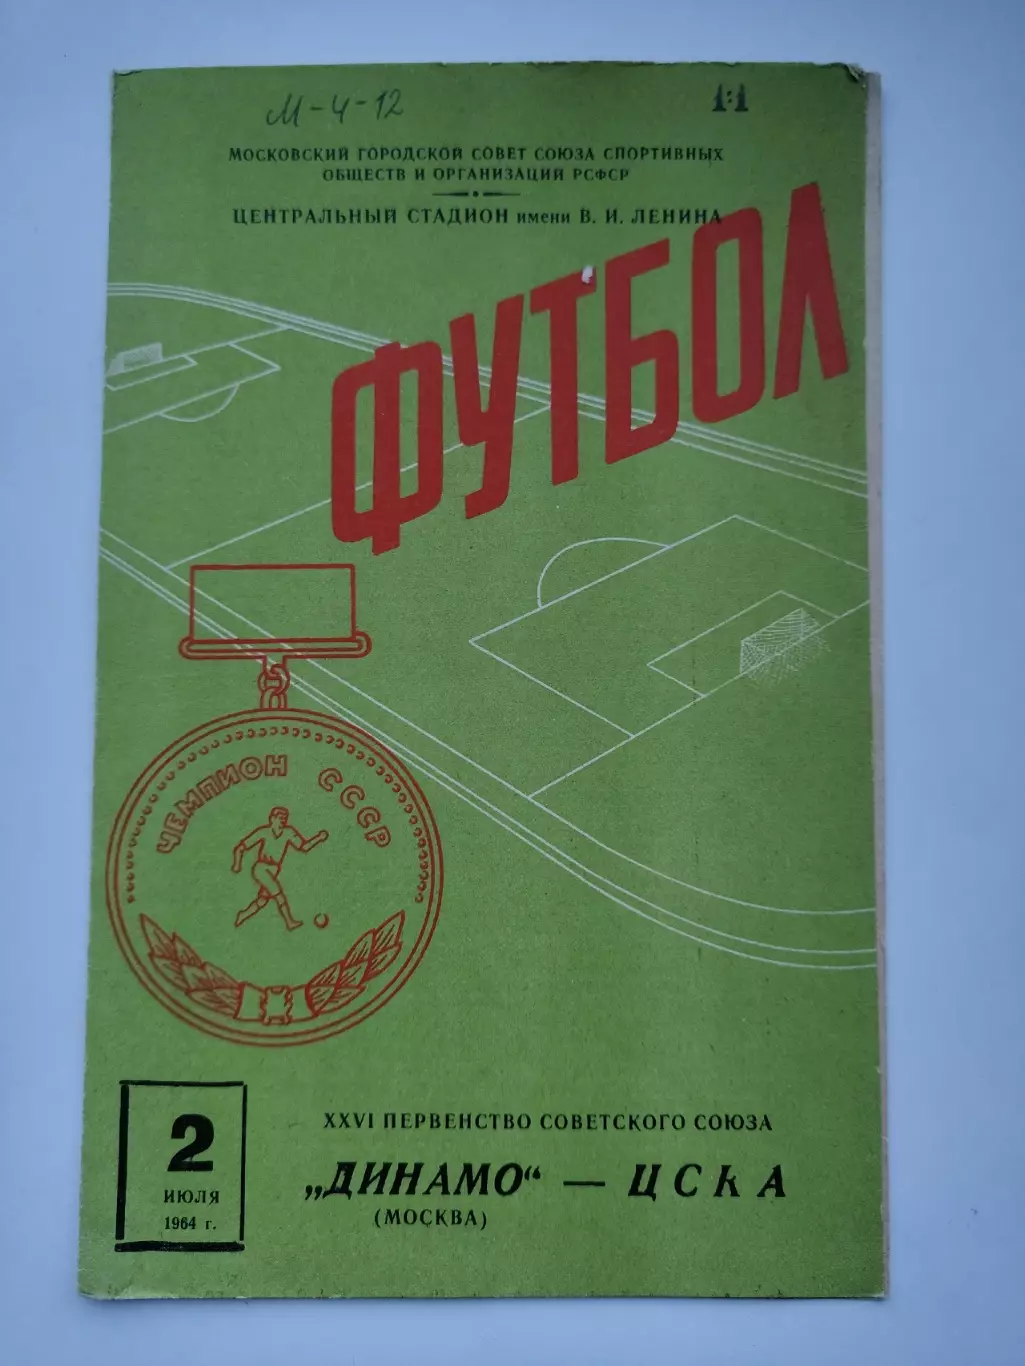 М-4-12
1:1
МОСКОВСКИЙ ГОРОДСКОЙ СОВЕТ СОЮЗА СПОРТИВНЫХ
ОБЩЕСТВ И ОРГАНИЗАЦИЙ РСФСР
ЦЕНТРАЛЬНЫЙ СТАДИОН имени В. И. ЛЕНИНА
ФУТБОЛ
ЧЕМПИОН СССР
2
ИЮЛЯ
1964 г.
XXVI ПЕРВЕНСТВО СОВЕТСКОГО СОЮЗА
„ДИНАМО“ — ЦСКА
(МОСКВА)